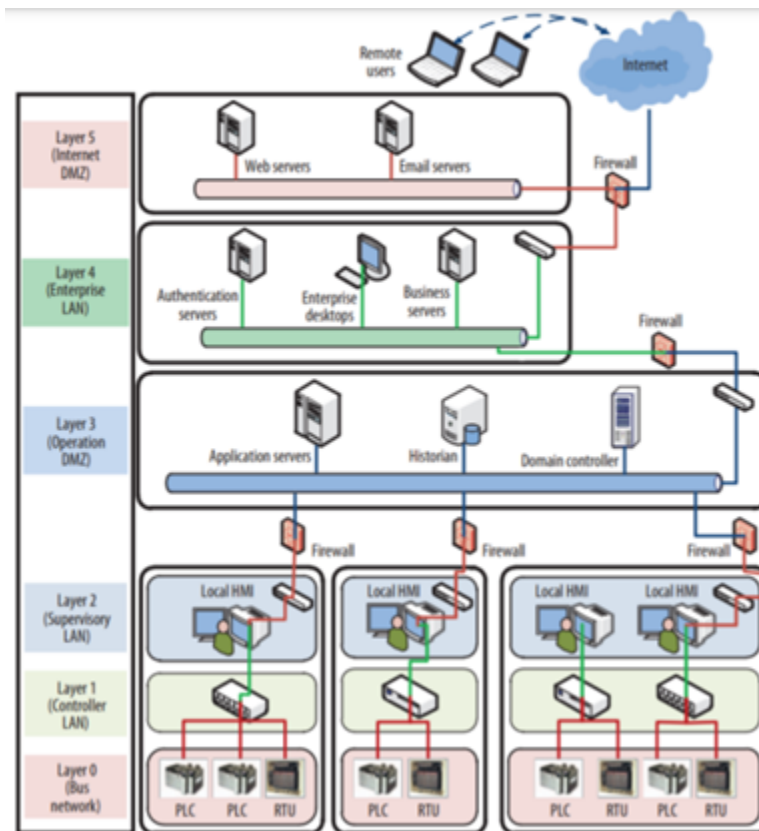 Remote
users
Internet
Layer 5
(Internet
DMZ)
Web servers
Email servers
Firewall
Layer 4
(Enterprise
LAN)
Authentication
servers
Enterprise
desktops
Business
servers
Firewall
Layer 3
(Operation
DMZ)
Application servers
Historian
Domain controller
Firewall
Firewall
Firewall
Layer 2
(Supervisory
LAN)
Local HMI
Local HMI
Local HMI
Local HMI
Layer 1
(Controller
LAN)
Layer 0
(Bus
network)
PLC
PLC
RTU
PLC
RTU
PLC
RTU
PLC
RTU